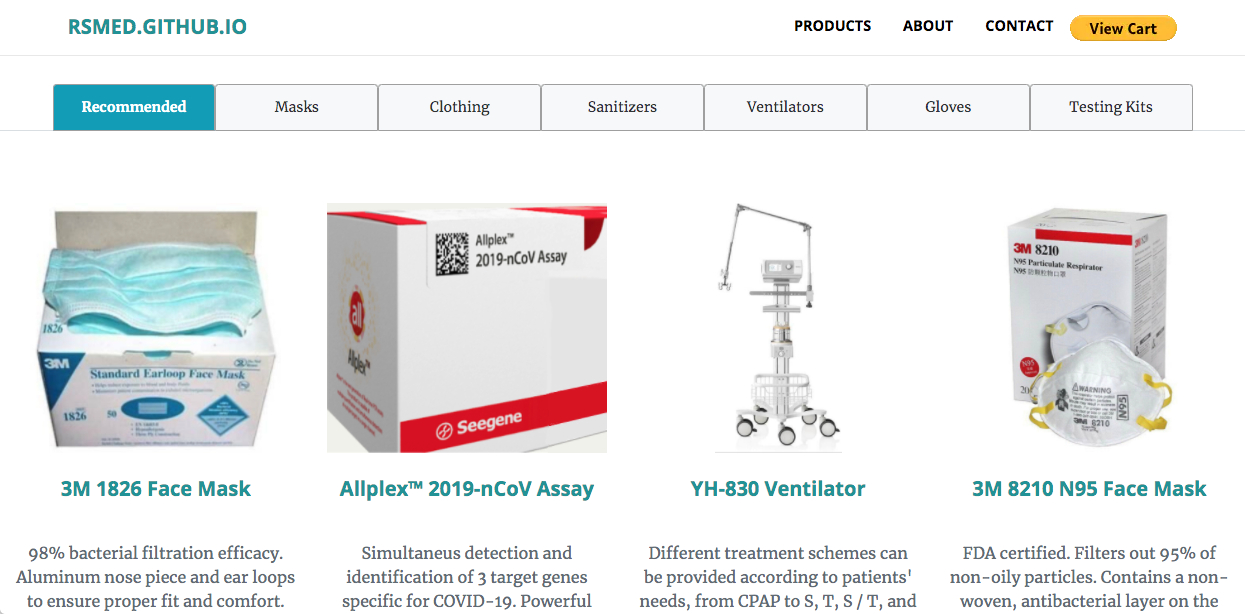 RSMED.GITHUB.IO
PRODUCTS ABOUT CONTACT View Cart
Recommended Masks Clothing Sanitizers Ventilators Gloves Testing Kits
1826
3M
Standard Earloop Face Mask
1826 50
Allplex™
2019-nCoV Assay
all
Allplex™
Seegene
3M 8210
N95 Particulate Respirator
N95
N95
20
WARNING
N95
3M 8210
3M 1826 Face Mask
98% bacterial filtration efficacy.
Aluminum nose piece and ear loops
to ensure proper fit and comfort.
Allplex™ 2019-nCoV Assay
Simultaneus detection and
identification of 3 target genes
specific for COVID-19. Powerful
YH-830 Ventilator
Different treatment schemes can
be provided according to patients'
needs, from CPAP to S, T, S / T, and
3M 8210 N95 Face Mask
FDA certified. Filters out 95% of
non-oily particles. Contains a non-
woven, antibacterial layer on the